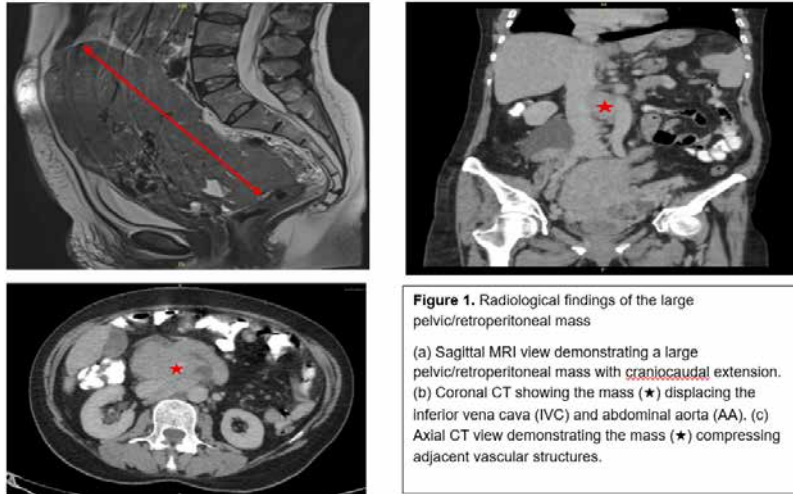 Figure 1. Radiological findings of the large
pelvic/retroperitoneal mass
(a) Sagittal MRI view demonstrating a large
pelvic/retroperitoneal mass with craniocaudal extension.
(b) Coronal CT showing the mass (★) displacing the
inferior vena cava (IVC) and abdominal aorta (AA). (c)
Axial CT view demonstrating the mass (★) compressing
adjacent vascular structures.